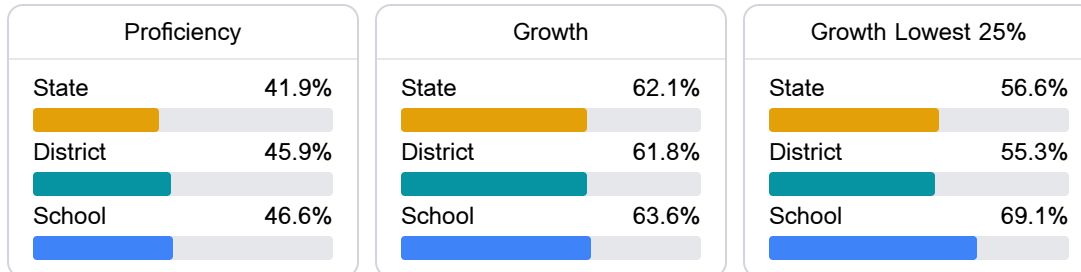 Proficiency
State 41.9%
District 45.9%
School 46.6%
Growth
State 62.1%
District 61.8%
School 63.6%
Growth Lowest 25%
State 56.6%
District 55.3%
School 69.1%